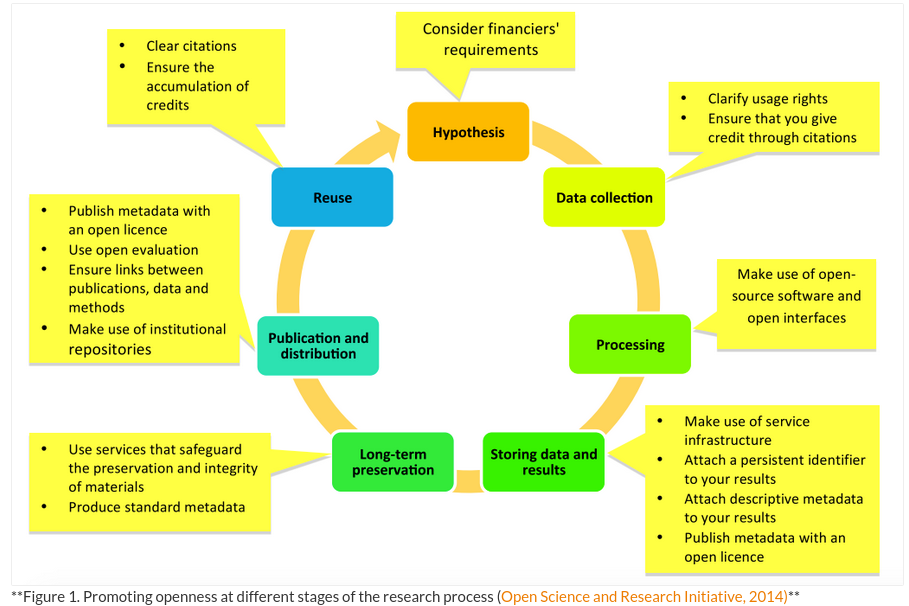 Consider financiers'
requirements
Hypothesis
• Clarify usage rights
• Ensure that you give
credit through citations
Data collection
Make use of open-
source software and
open interfaces
Processing
• Make use of service
infrastructure
• Attach a persistent identifier
to your results
• Attach descriptive metadata
to your results
• Publish metadata with an
open licence
Storing data and
results
• Use services that safeguard
the preservation and integrity
of materials
• Produce standard metadata
Long-term
preservation
• Publish metadata with
an open licence
• Use open evaluation
• Ensure links between
publications, data and
methods
• Make use of institutional
repositories
Publication and
distribution
• Clear citations
• Ensure the
accumulation of
credits
Reuse
**Figure 1. Promoting openness at different stages of the research process (Open Science and Research Initiative, 2014)**